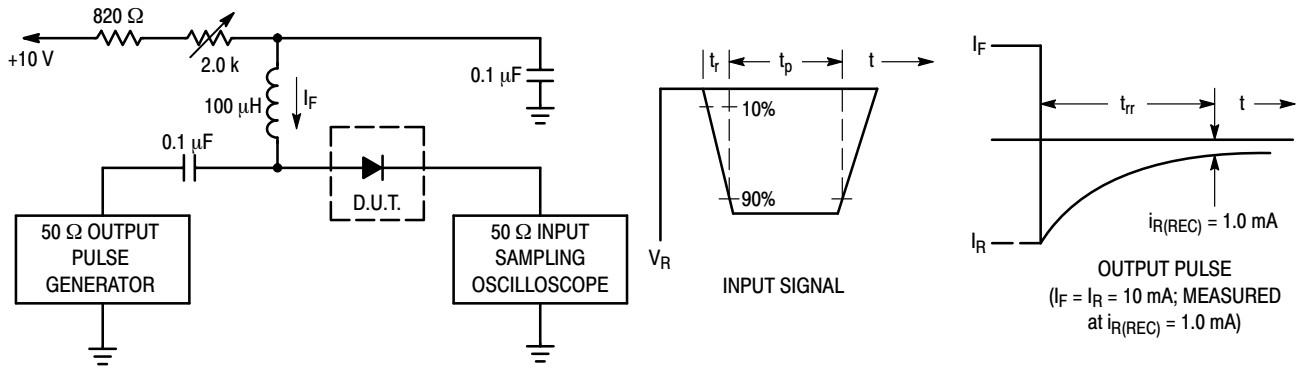 820 Ω
+10 V
2.0 k
100 μH
I_F
0.1 μF
0.1 μF
D.U.T.
50 Ω OUTPUT
PULSE
GENERATOR
50 Ω INPUT
SAMPLING
OSCILLOSCOPE
t_r
t_p
t
10%
90%
V_R
INPUT SIGNAL
I_F
t_rr
t
I_R
i_R(REC) = 1.0 mA
OUTPUT PULSE
(I_F = I_R = 10 mA; MEASURED
at i_R(REC) = 1.0 mA)